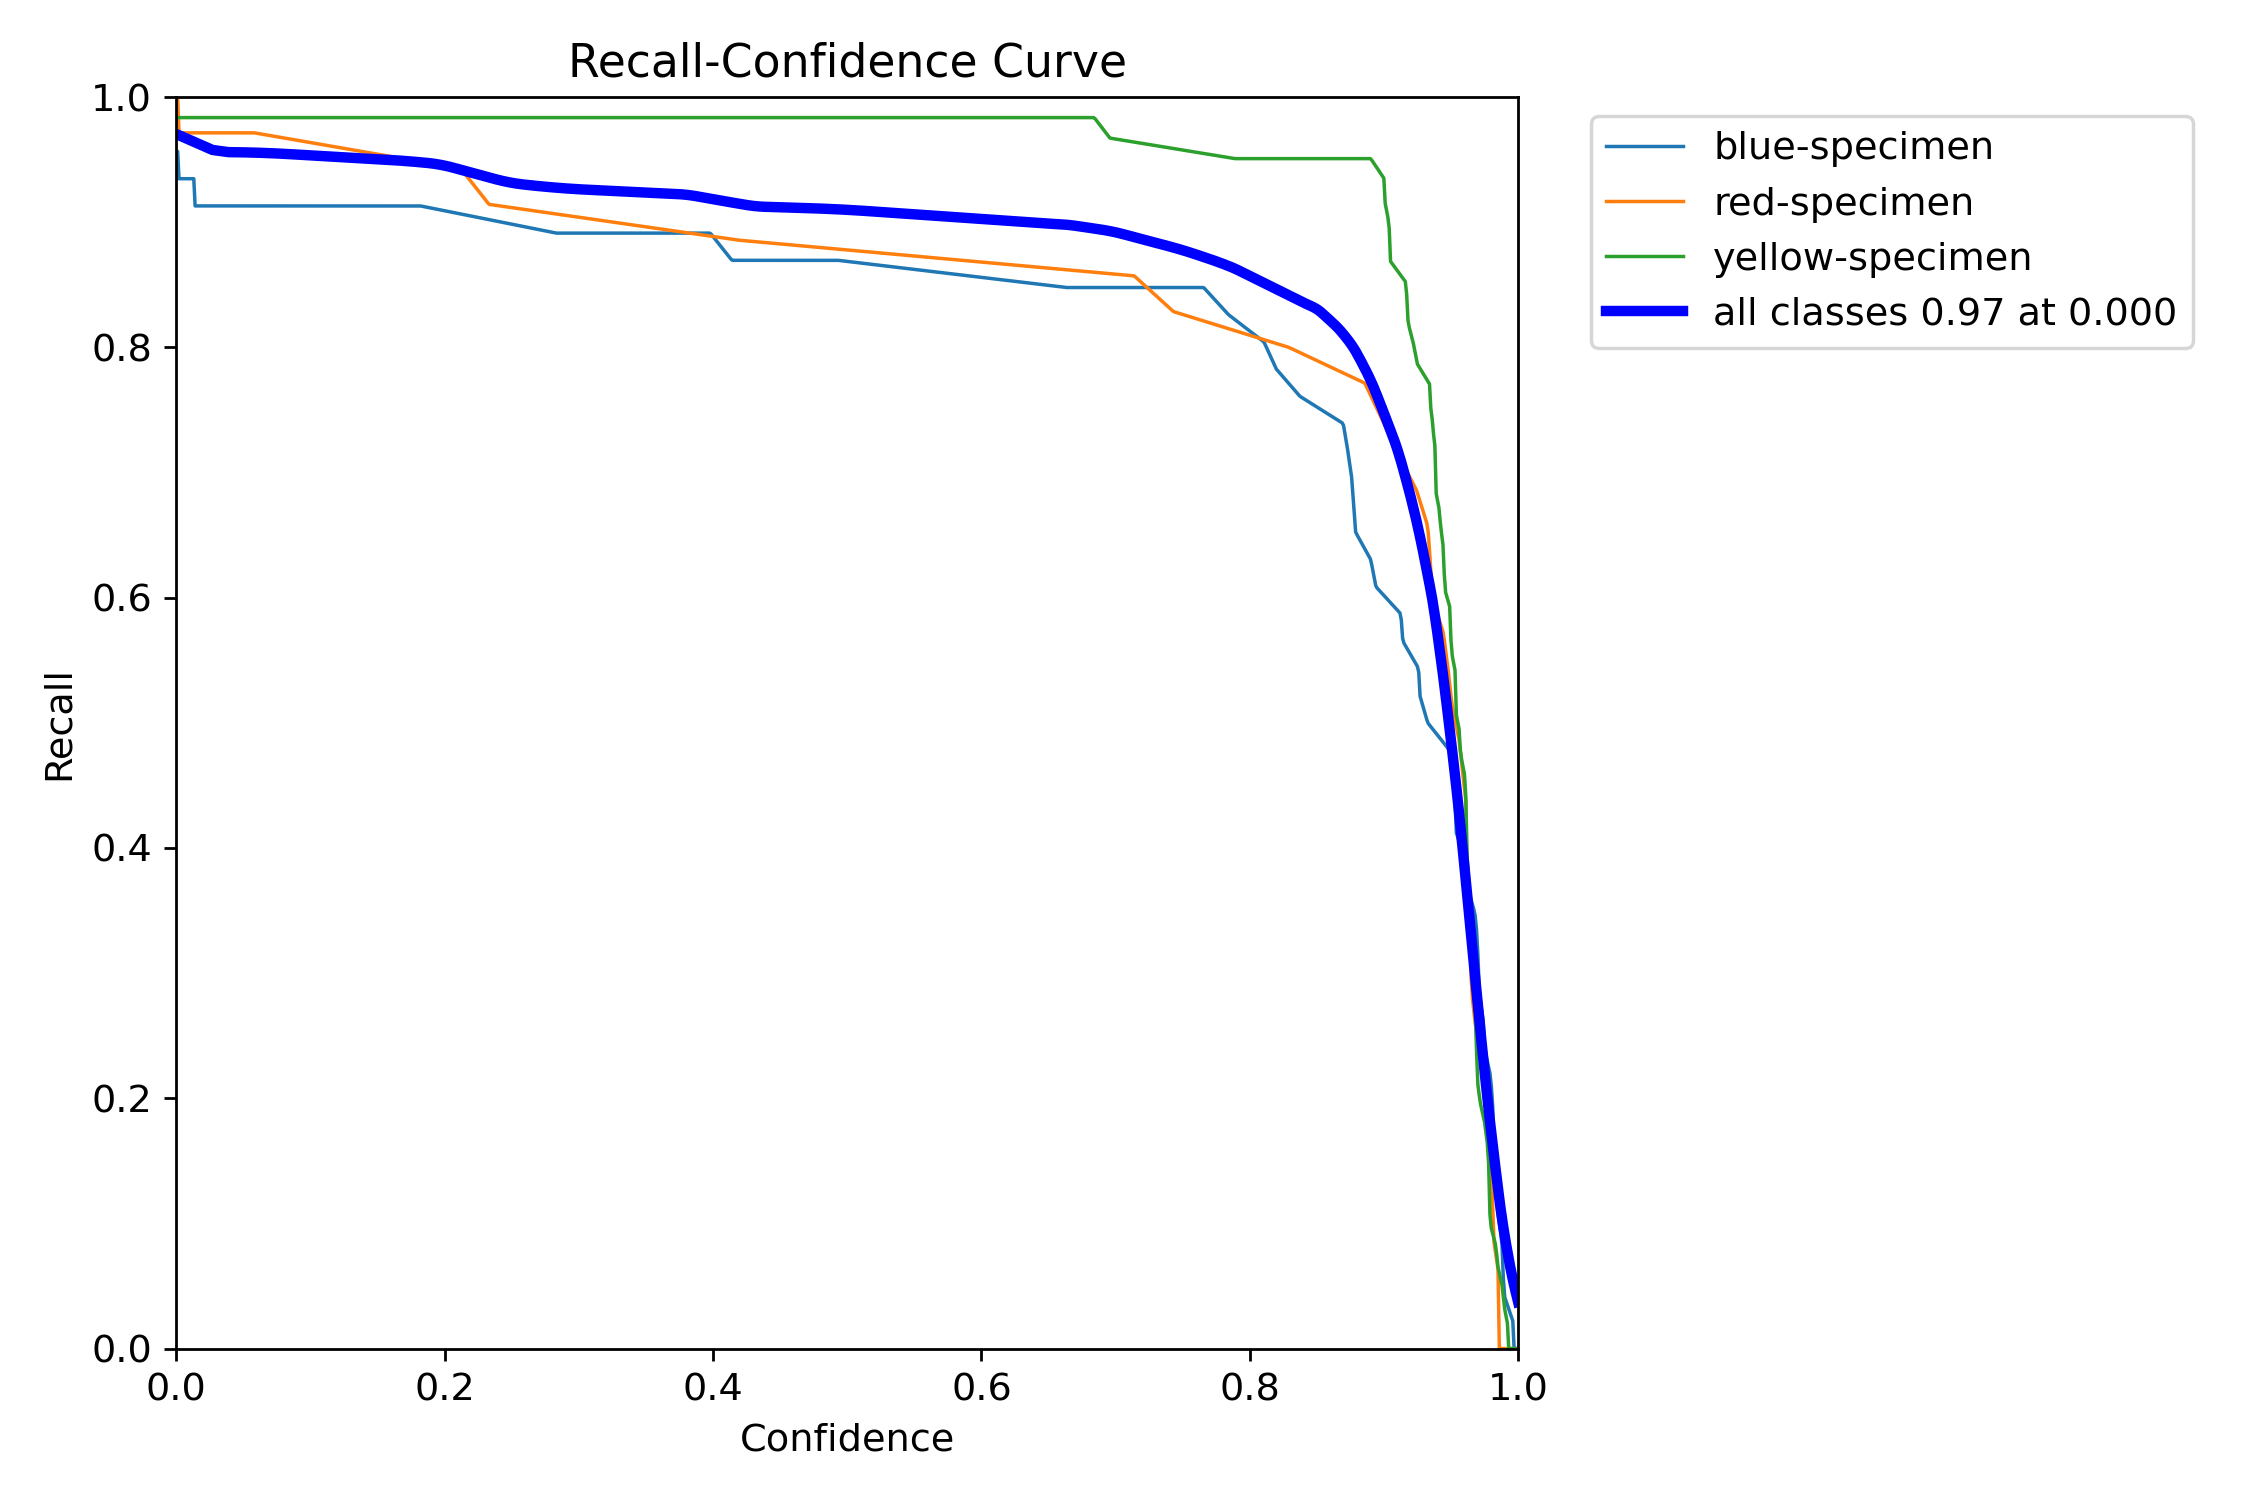 Recall-Confidence Curve
1.0
0.8
0.6
0.4
0.2
0.0
Recall
0.0 0.2 0.4 0.6 0.8 1.0
Confidence
blue-specimen
red-specimen
yellow-specimen
all classes 0.97 at 0.000